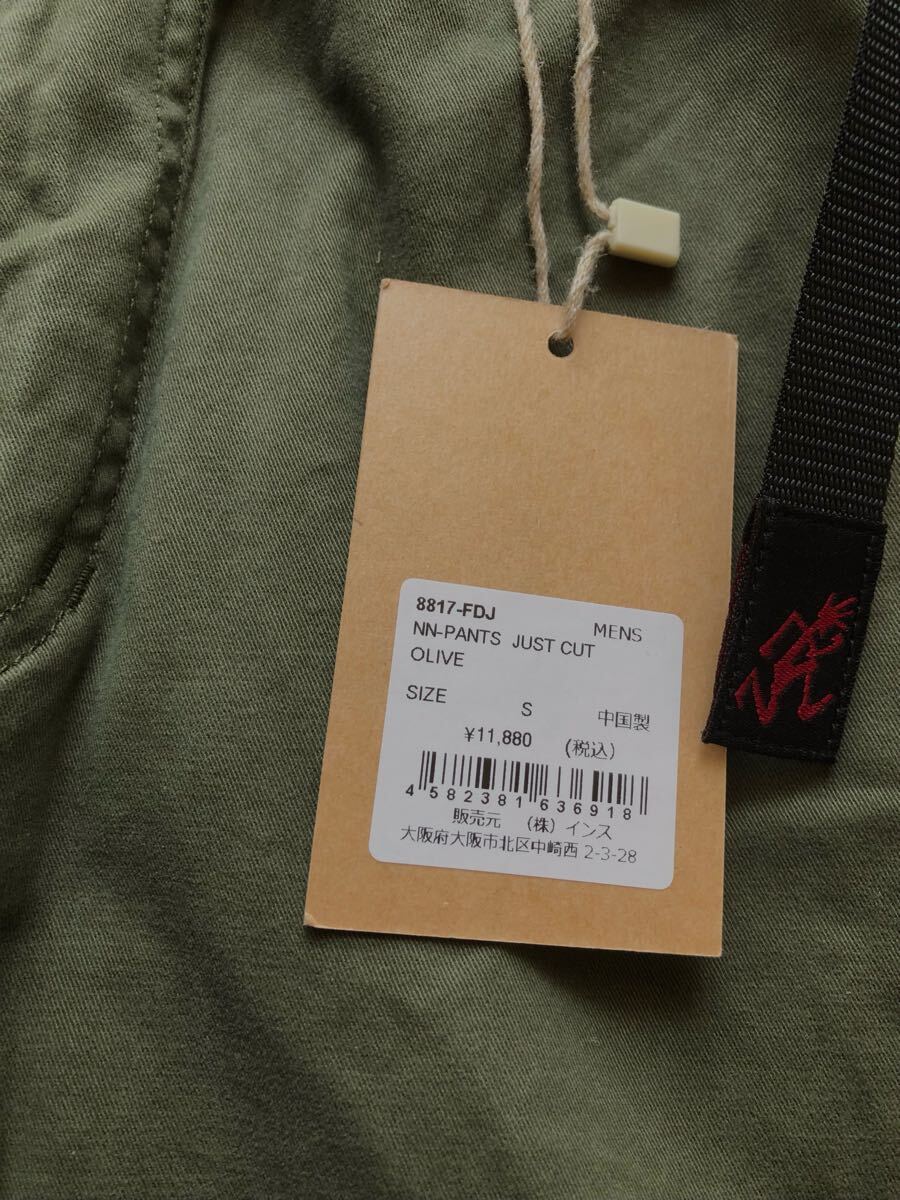 8817-FDJ MENS
NN-PANTS JUST CUT
OLIVE
SIZE S 中国製
¥11,880 (税込)
4 582381 636918
販売元 (株) インス
大阪府大阪市北区中崎西 2-3-28